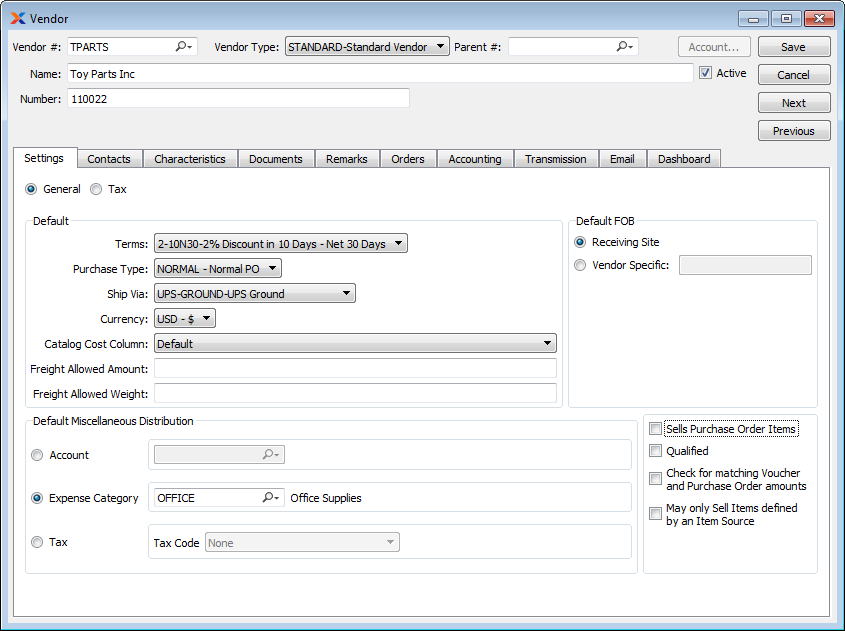 Vendor
Vendor #: TPARTS Vendor Type: STANDARD-Standard Vendor Parent #: Account... Save
Name: Toy Parts Inc Active Cancel
Number: 110022 Next
Previous
Settings Contacts Characteristics Documents Remarks Orders Accounting Transmission Email Dashboard
General Tax
Default Default FOB
Terms: 2-10N30-2% Discount in 10 Days - Net 30 Days Receiving Site
Purchase Type: NORMAL - Normal PO Vendor Specific:
Ship Via: UPS-GROUND-UPS Ground
Currency: USD - $
Catalog Cost Column: Default
Freight Allowed Amount:
Freight Allowed Weight:
Default Miscellaneous Distribution
Account
Expense Category OFFICE Office Supplies
Tax Tax Code None
Sells Purchase Order Items
Qualified
Check for matching Voucher
and Purchase Order amounts
May only Sell Items defined
by an Item Source